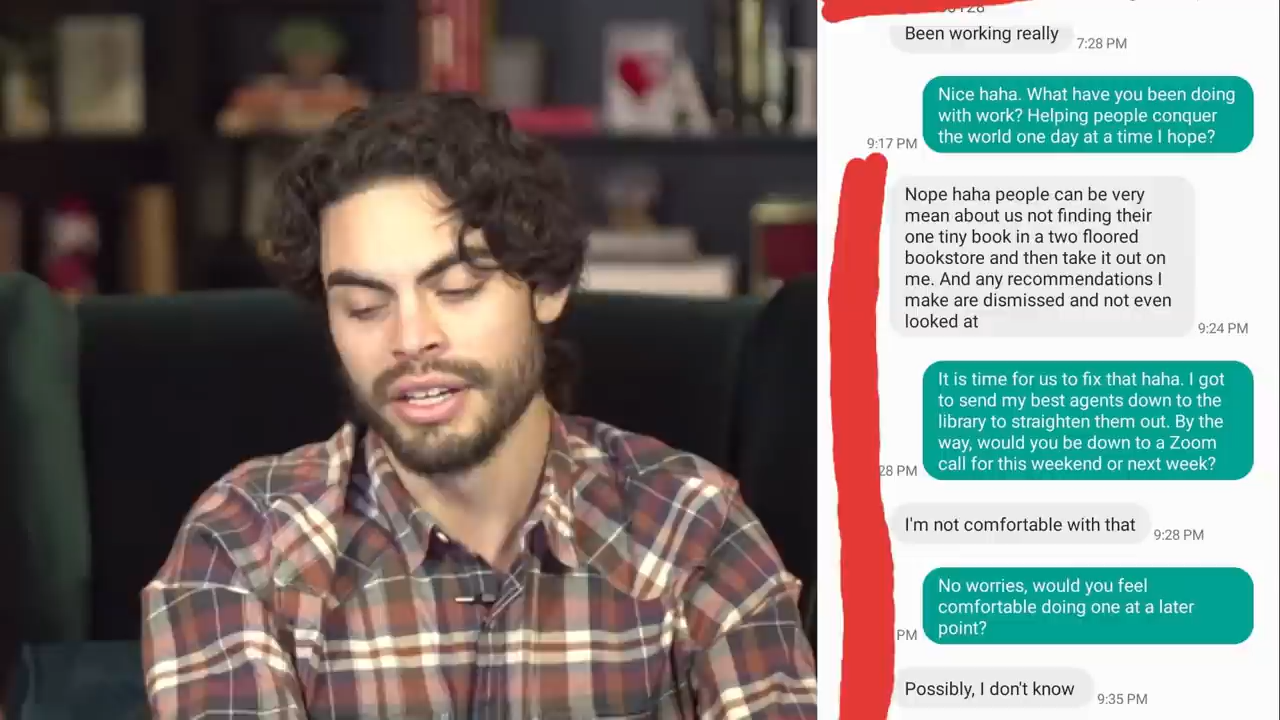 Been working really
7:28 PM
Nice haha. What have you been doing
with work? Helping people conquer
the world one day at a time I hope?
9:17 PM
Nope haha people can be very
mean about us not finding their
one tiny book in a two floored
bookstore and then take it out on
me. And any recommendations I
make are dismissed and not even
looked at
9:24 PM
It is time for us to fix that haha. I got
to send my best agents down to the
library to straighten them out. By the
way, would you be down to a Zoom
call for this weekend or next week?
28 PM
I'm not comfortable with that
9:28 PM
No worries, would you feel
comfortable doing one at a later
point?
PM
Possibly, I don't know
9:35 PM